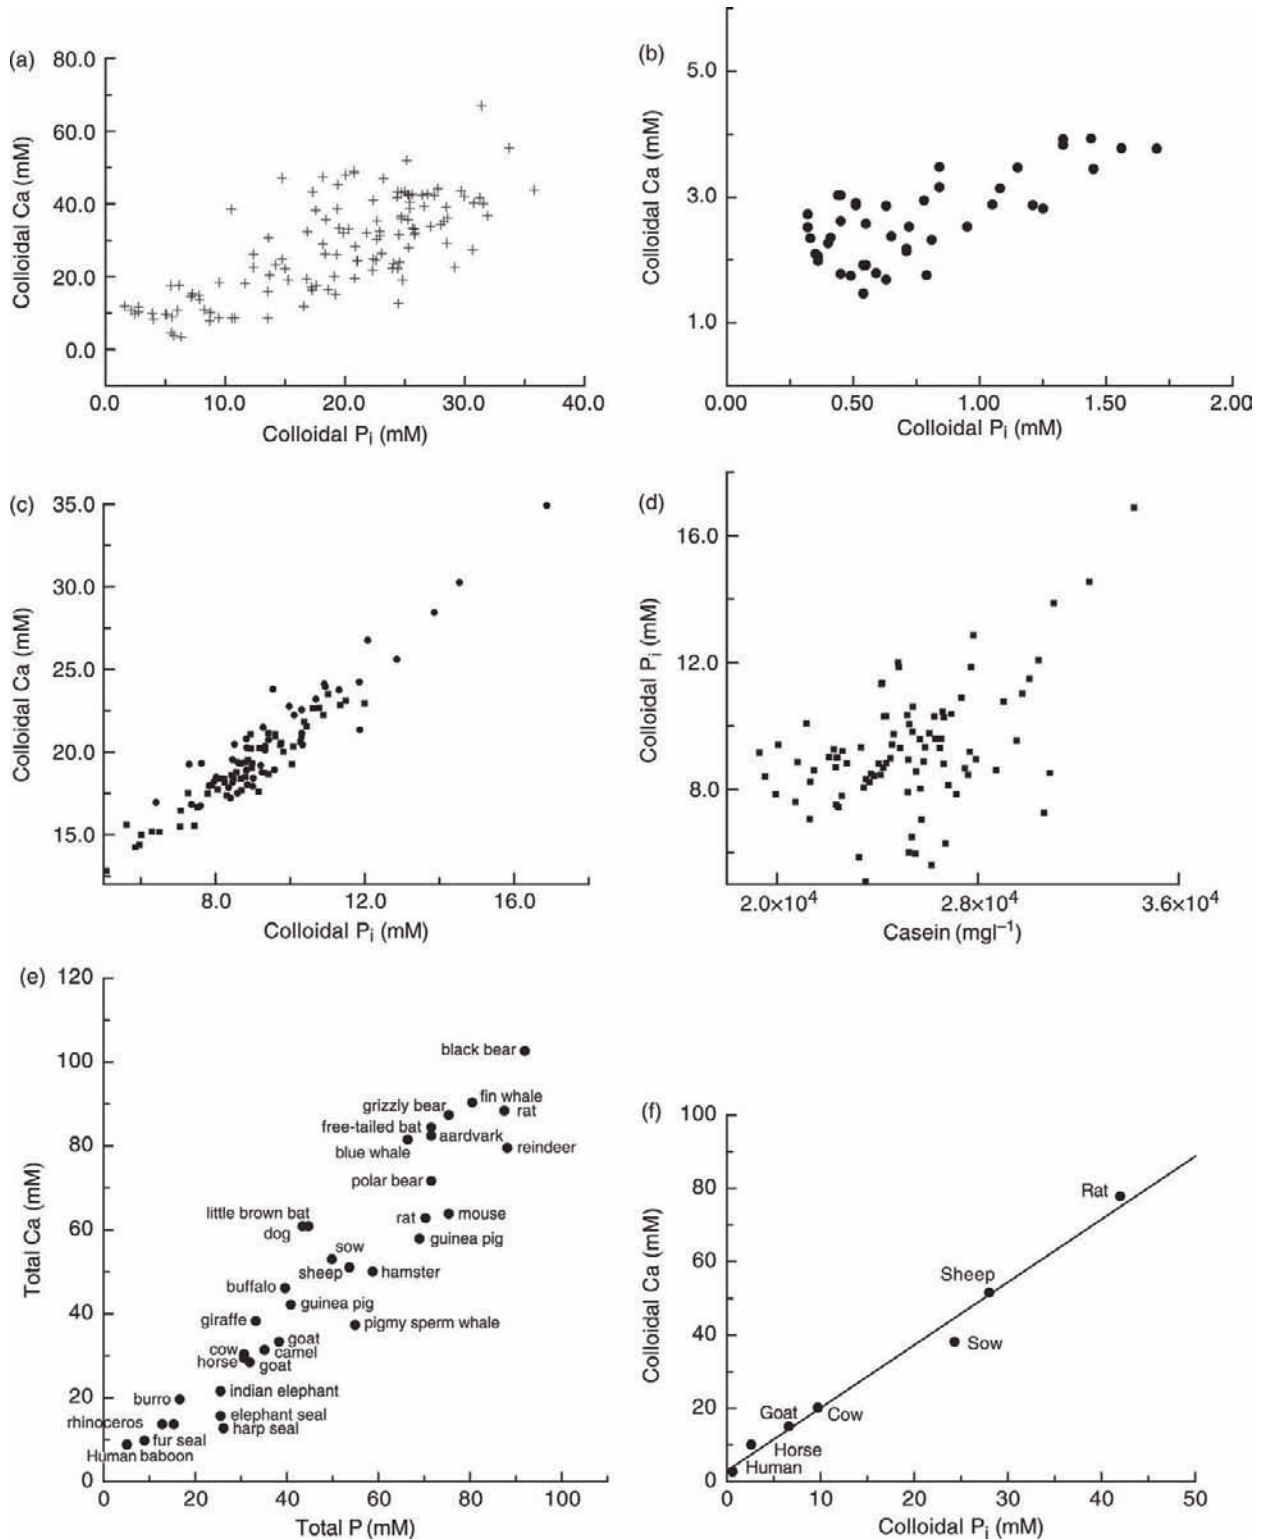 (a)
80.0
60.0
40.0
20.0
0.0
Colloidal Ca (mM)
0.0 10.0 20.0 30.0 40.0
Colloidal Pi (mM)
(b)
5.0
3.0
1.0
Colloidal Ca (mM)
0.00 0.50 1.00 1.50 2.00
Colloidal Pi (mM)
(c)
35.0
30.0
25.0
20.0
15.0
Colloidal Ca (mM)
8.0 12.0 16.0
Colloidal Pi (mM)
(d)
16.0
12.0
8.0
Colloidal Pi (mM)
2.0×10⁴ 2.8×10⁴ 3.6×10⁴
Casein (mgl⁻¹)
(e)
120
100
80
60
40
20
0
Total Ca (mM)
black bear
fin whale
grizzly bear
rat
free-tailed bat
aardvark
blue whale
reindeer
polar bear
little brown bat
rat
mouse
dog
guinea pig
sow
sheep
hamster
buffalo
guinea pig
giraffe
pigmy sperm whale
goat
cow
camel
horse
goat
indian elephant
burro
elephant seal
rhinoceros
harp seal
fur seal
Human baboon
0 20 40 60 80 100
Total P (mM)
(f)
100
80
60
40
20
0
Colloidal Ca (mM)
Rat
Sheep
Sow
Goat
Cow
Horse
Human
0 10 20 30 40 50
Colloidal Pi (mM)